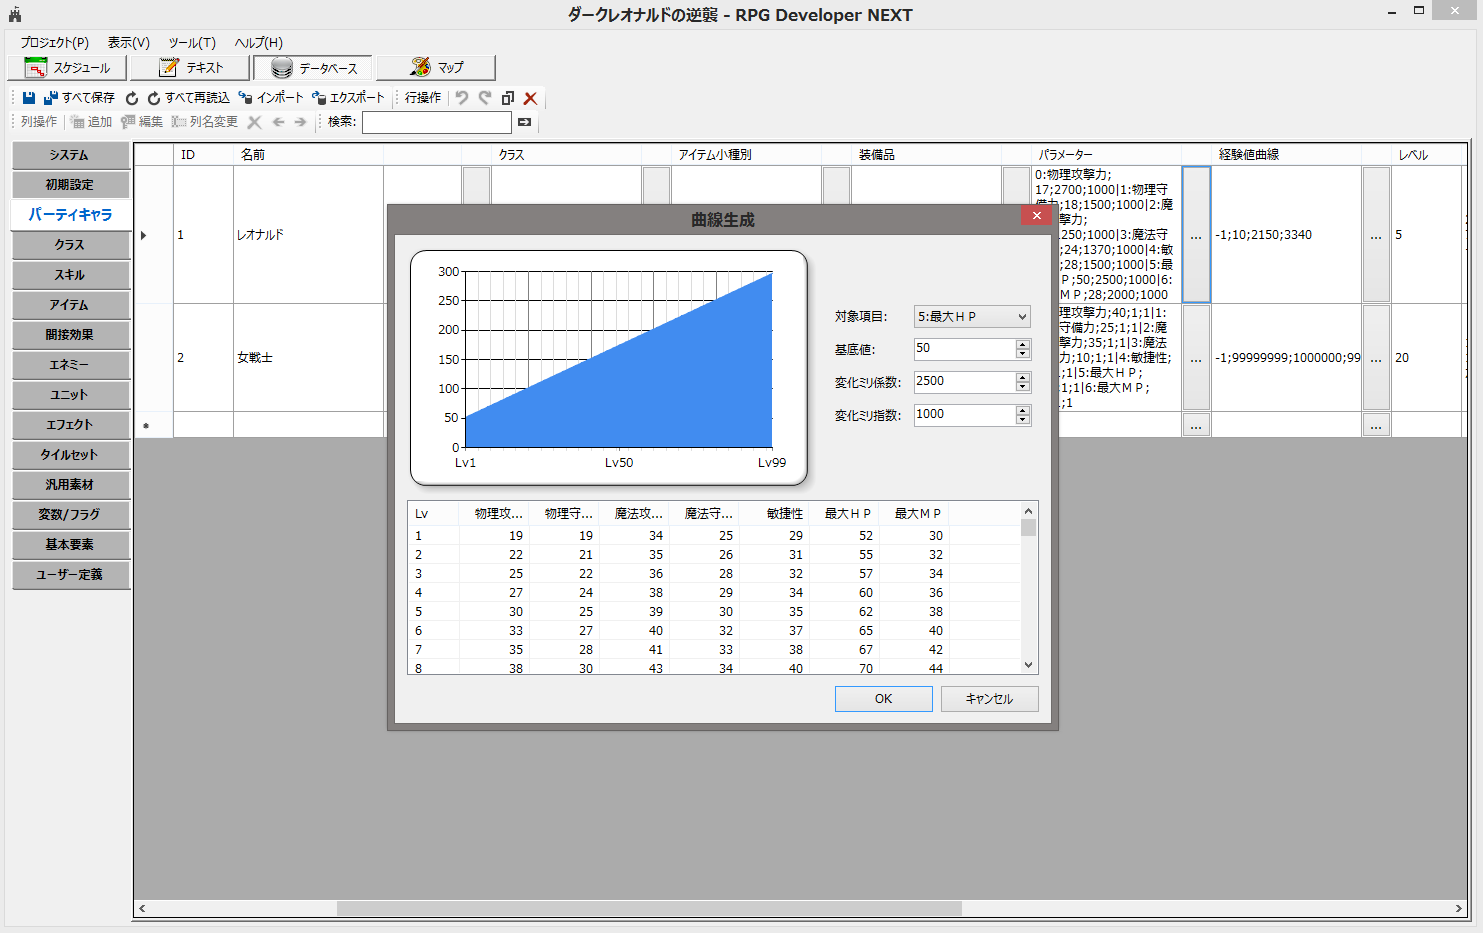 ダークレオナルドの逆襲 - RPG Developer NEXT
プロジェクト(P) 表示(V) ツール(T) ヘルプ(H)
スケジュール テキスト データベース マップ
すべて保存 すべて再読込 インポート エクスポート 行操作
列操作 追加 編集 列名変更 検索:
システム
初期設定
パーティキャラ
クラス
スキル
アイテム
間接効果
エネミー
ユニット
エフェクト
タイルセット
汎用素材
変数/フラグ
基本要素
ユーザー定義
ID 名前 クラス アイテム小種別 装備品 パラメーター 経験値曲線 レベル
1 レオナルド
0:物理攻撃力;
17;2700;1000|1:物理守
備力;18;1500;1000|2:魔
撃力;
250;1000|3:魔法守
;24;1370;1000|4:敏
;28;1500;1000|5:最
P;50;2500;1000|6:
MP;28;2000;1000
... -1;10;2150;3340 ... 5
2 女戦士
理攻撃力;40;1;1|1:
守備力;25;1;1|2:魔
撃力;35;1;1|3:魔法
力;10;1;1|4:敏捷性;
;1|5:最大HP;
:1;1|6:最大MP;
;1
... -1;99999999;1000000;99 ... 20
... ...
曲線生成
300
250
200
150
100
50
0
Lv1 Lv50 Lv99
対象項目: 5:最大HP
基底値: 50
変化ミリ係数: 2500
変化ミリ指数: 1000
Lv 物理攻... 物理守... 魔法攻... 魔法守... 敏捷性 最大HP 最大MP
1 19 19 34 25 29 52 30
2 22 21 35 26 31 55 32
3 25 22 36 28 32 57 34
4 27 24 38 29 34 60 36
5 30 25 39 30 35 62 38
6 33 27 40 32 37 65 40
7 35 28 41 33 38 67 42
8 38 30 43 34 40 70 44
OK キャンセル